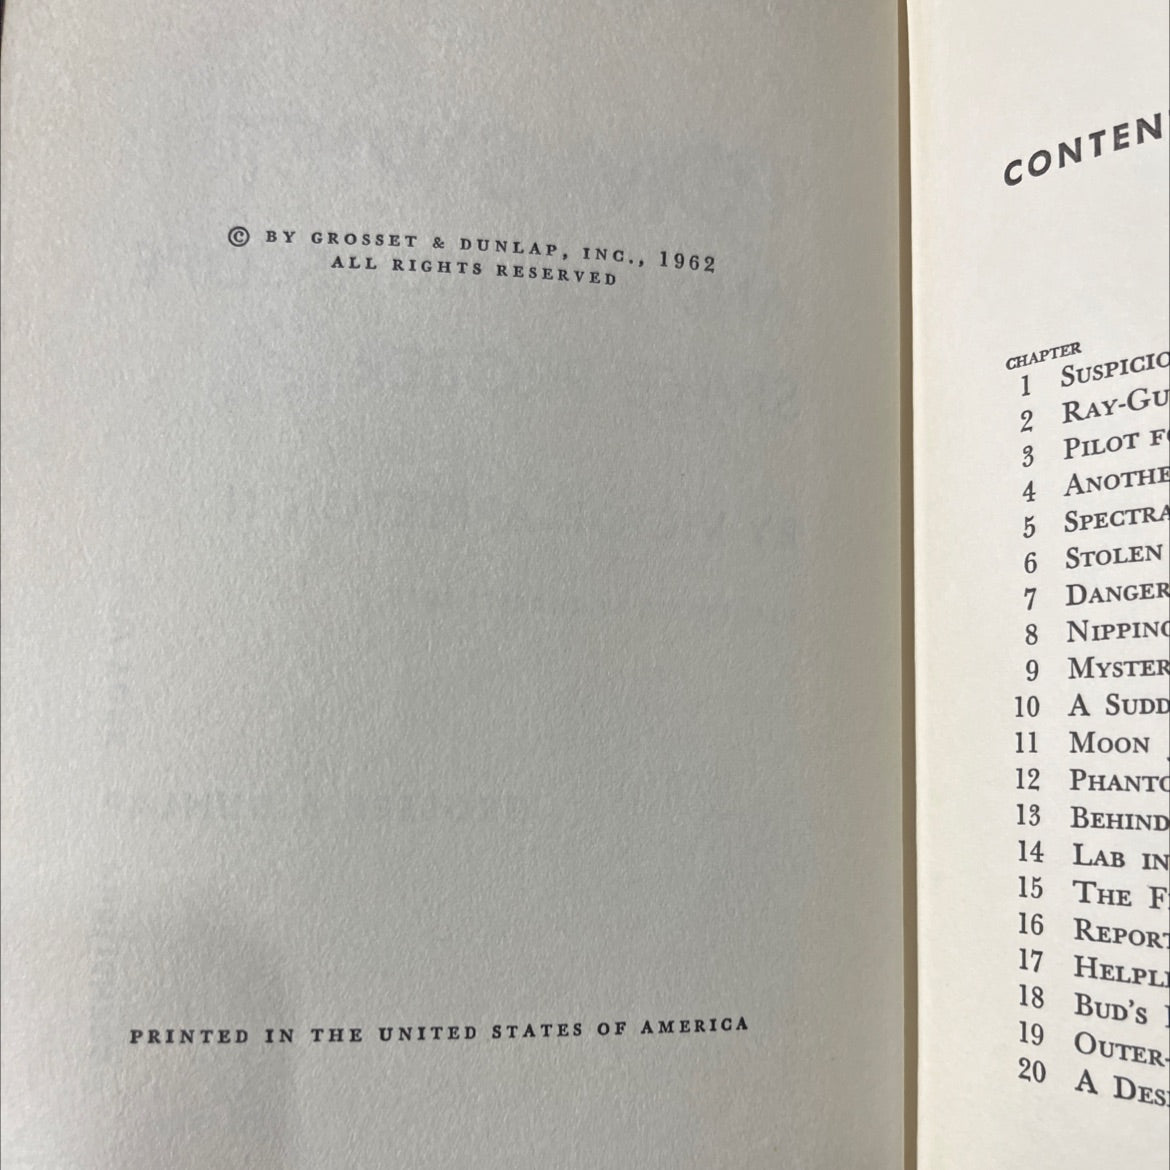 © BY GROSSET & DUNLAP, INC., 1962
ALL RIGHTS RESERVED
PRINTED IN THE UNITED STATES OF AMERICA
CONTEN
CHAPTER
1 SUSPICIO
2 RAY-GU
3 PILOT FO
4 ANOTHE
5 SPECTRA
6 STOLEN
7 DANGER
8 NIPPING
9 MYSTER
10 A SUDD
11 MOON
12 PHANTO
13 BEHIND
14 LAB IN
15 THE F
16 REPORT
17 HELPL
18 BUD'S
19 OUTER-
20 A DES